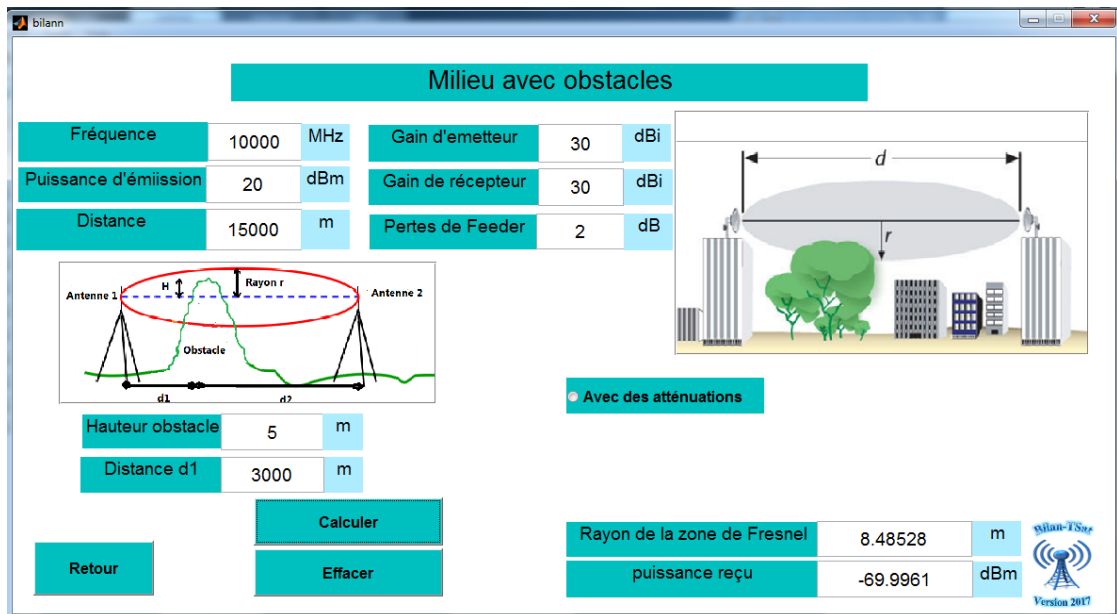 bilann
Milieu avec obstacles
Fréquence 10000 MHz
Gain d'emetteur 30 dBi
Puissance d'émiission 20 dBm
Gain de récepteur 30 dBi
Distance 15000 m
Pertes de Feeder 2 dB
d
r
H
Rayon r
Antenne 1
Antenne 2
Obstacle
d1
d2
Avec des atténuations
Hauteur obstacle 5 m
Distance d1 3000 m
Calculer
Effacer
Retour
Rayon de la zone de Fresnel 8.48528 m
puissance reçu -69.9961 dBm
Bilan-TSat
Version 2017